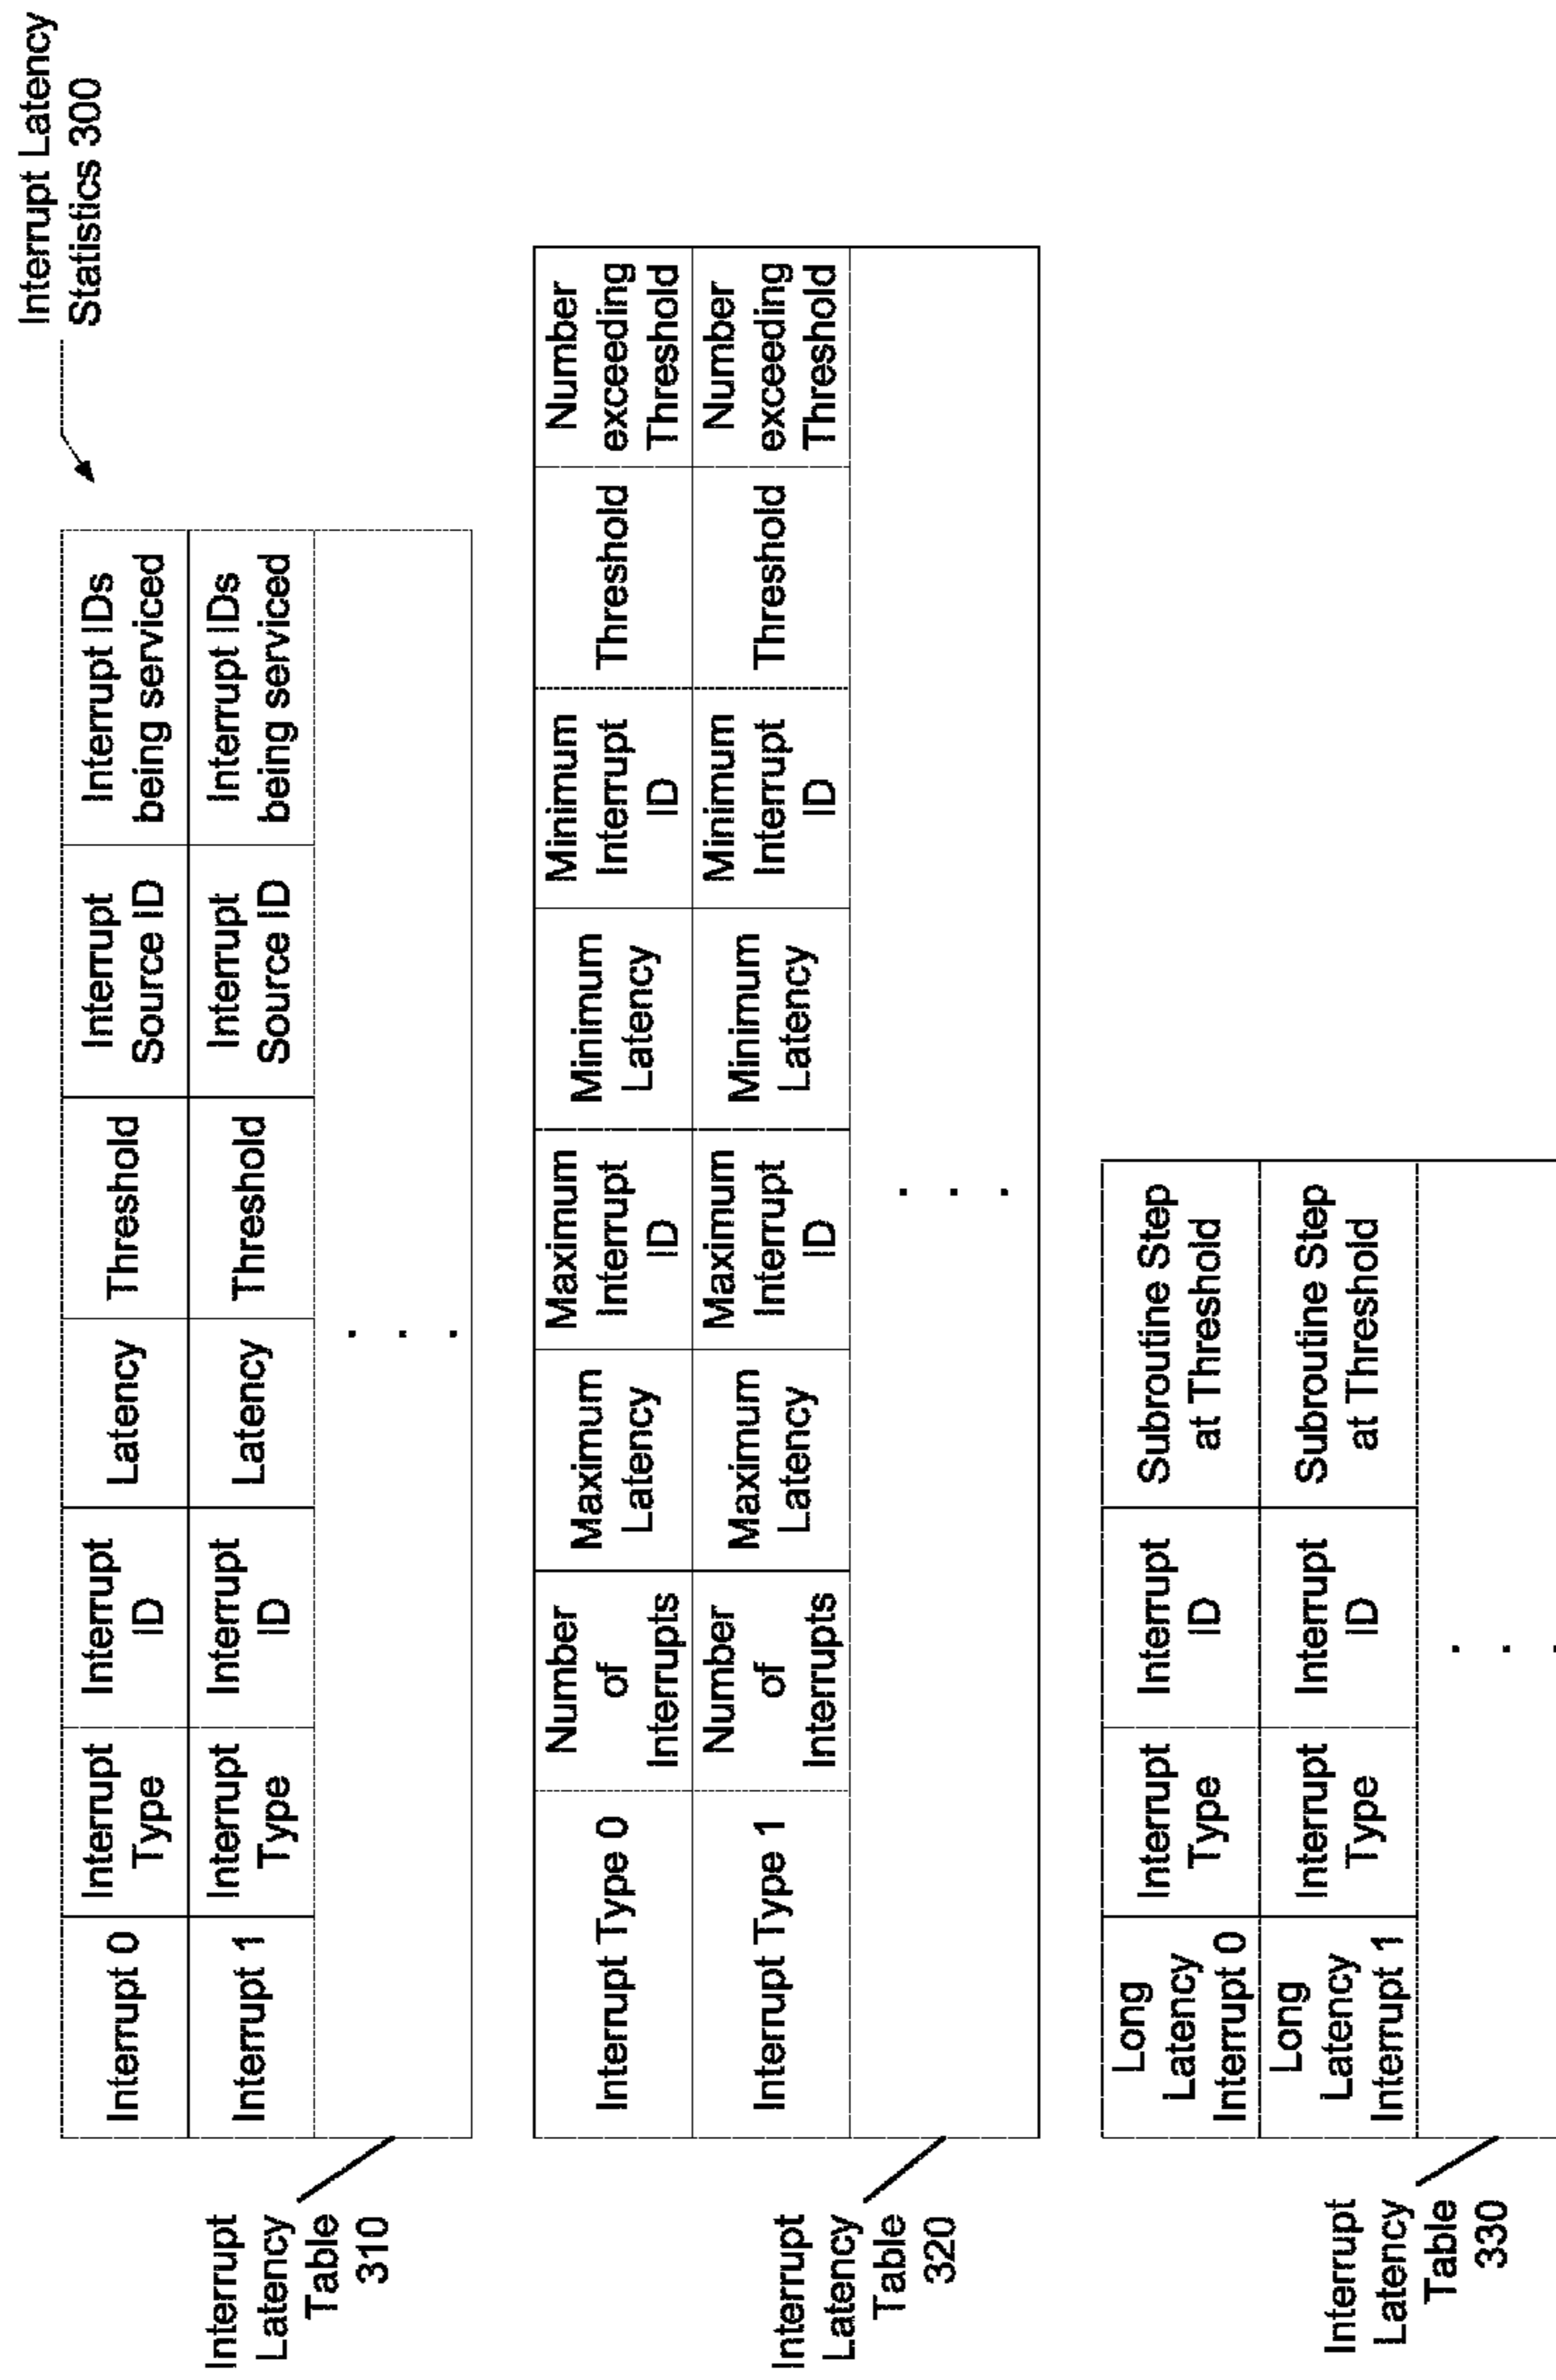 Interrupt Latency
Statistics 300
Interrupt 0
Interrupt
Type
Interrupt
ID
Latency
Threshold
Interrupt
Source ID
Interrupt IDs
being serviced
Interrupt 1
Interrupt
Type
Interrupt
ID
Latency
Threshold
Interrupt
Source ID
Interrupt IDs
being serviced
. . .
Interrupt
Latency
Table
310
Interrupt Type 0
Number
of
Interrupts
Maximum
Latency
Maximum
Interrupt
ID
Minimum
Latency
Minimum
Interrupt
ID
Threshold
Number
exceeding
Threshold
Interrupt Type 1
Number
of
Interrupts
Maximum
Latency
Maximum
Interrupt
ID
Minimum
Latency
Minimum
Interrupt
ID
Threshold
Number
exceeding
Threshold
. . .
Interrupt
Latency
Table
320
Long
Latency
Interrupt 0
Interrupt
Type
Interrupt
ID
Subroutine Step
at Threshold
Long
Latency
Interrupt 1
Interrupt
Type
Interrupt
ID
Subroutine Step
at Threshold
. . .
Interrupt
Latency
Table
330